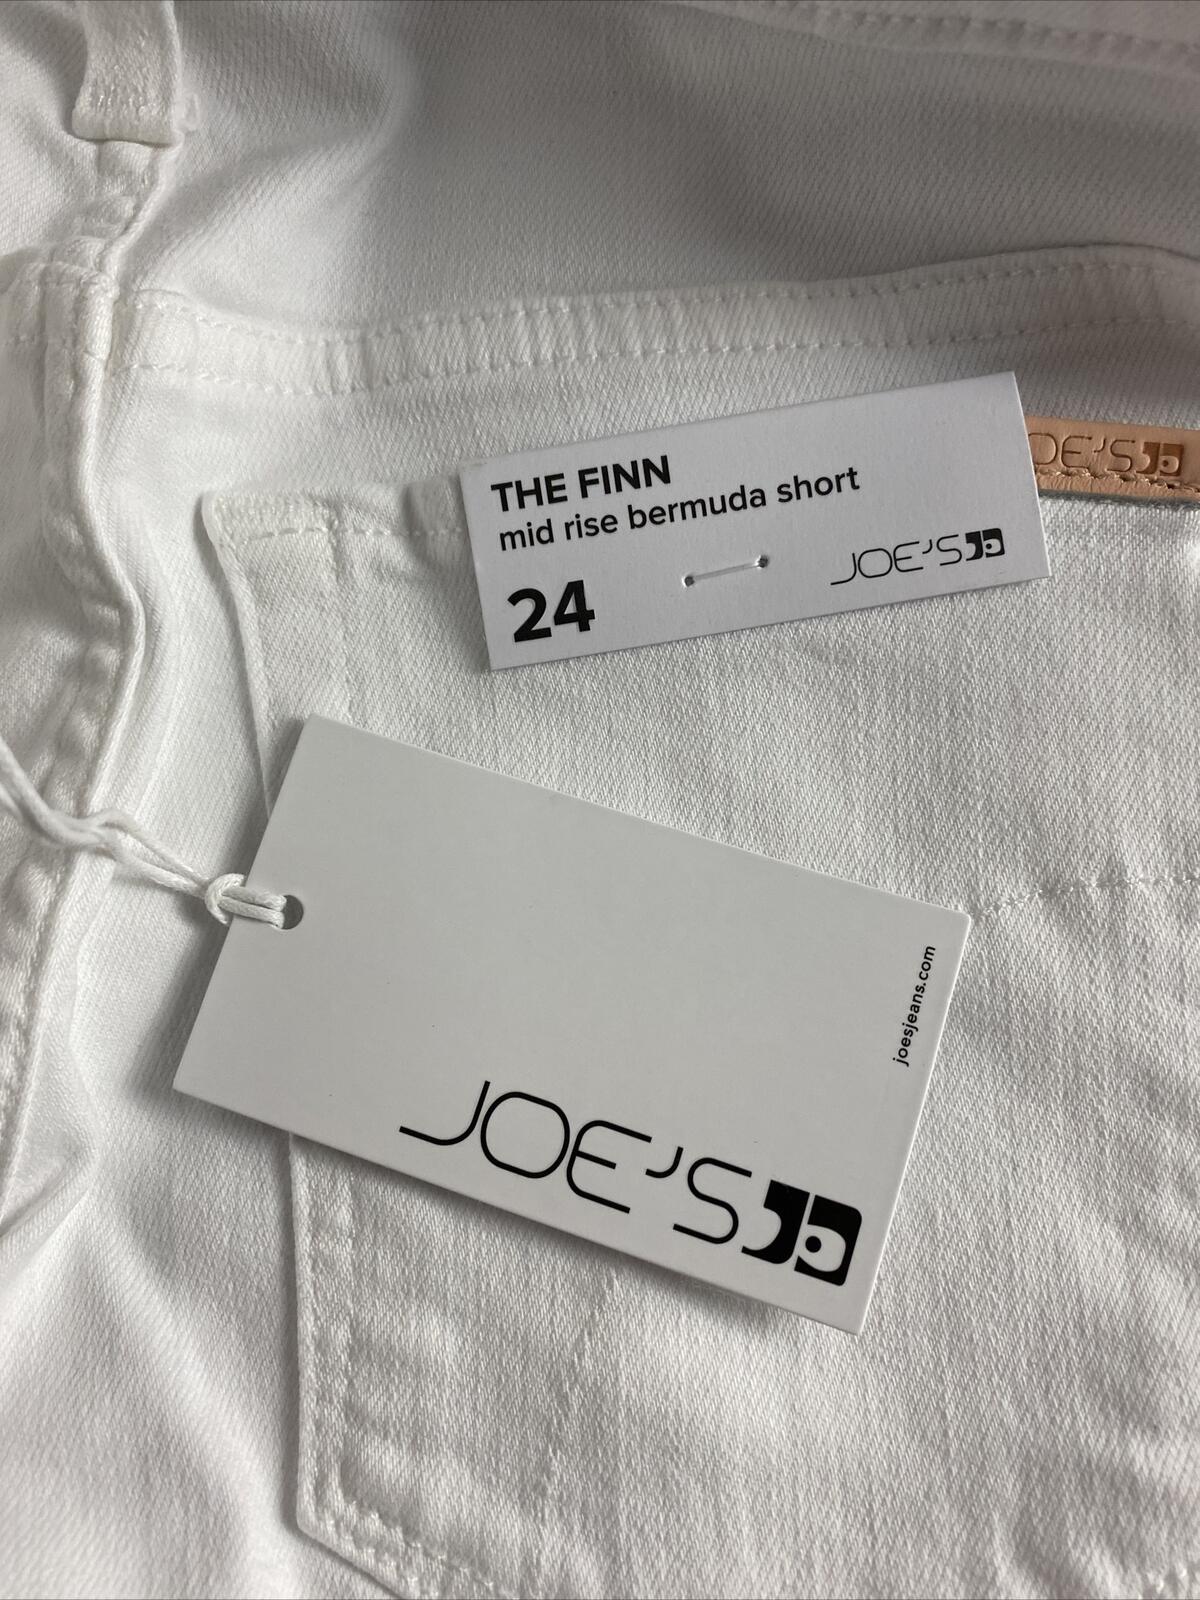 THE FINN
mid rise bermuda short
24
JOE'S
JOE'S
joesjeans.com
JOE'S